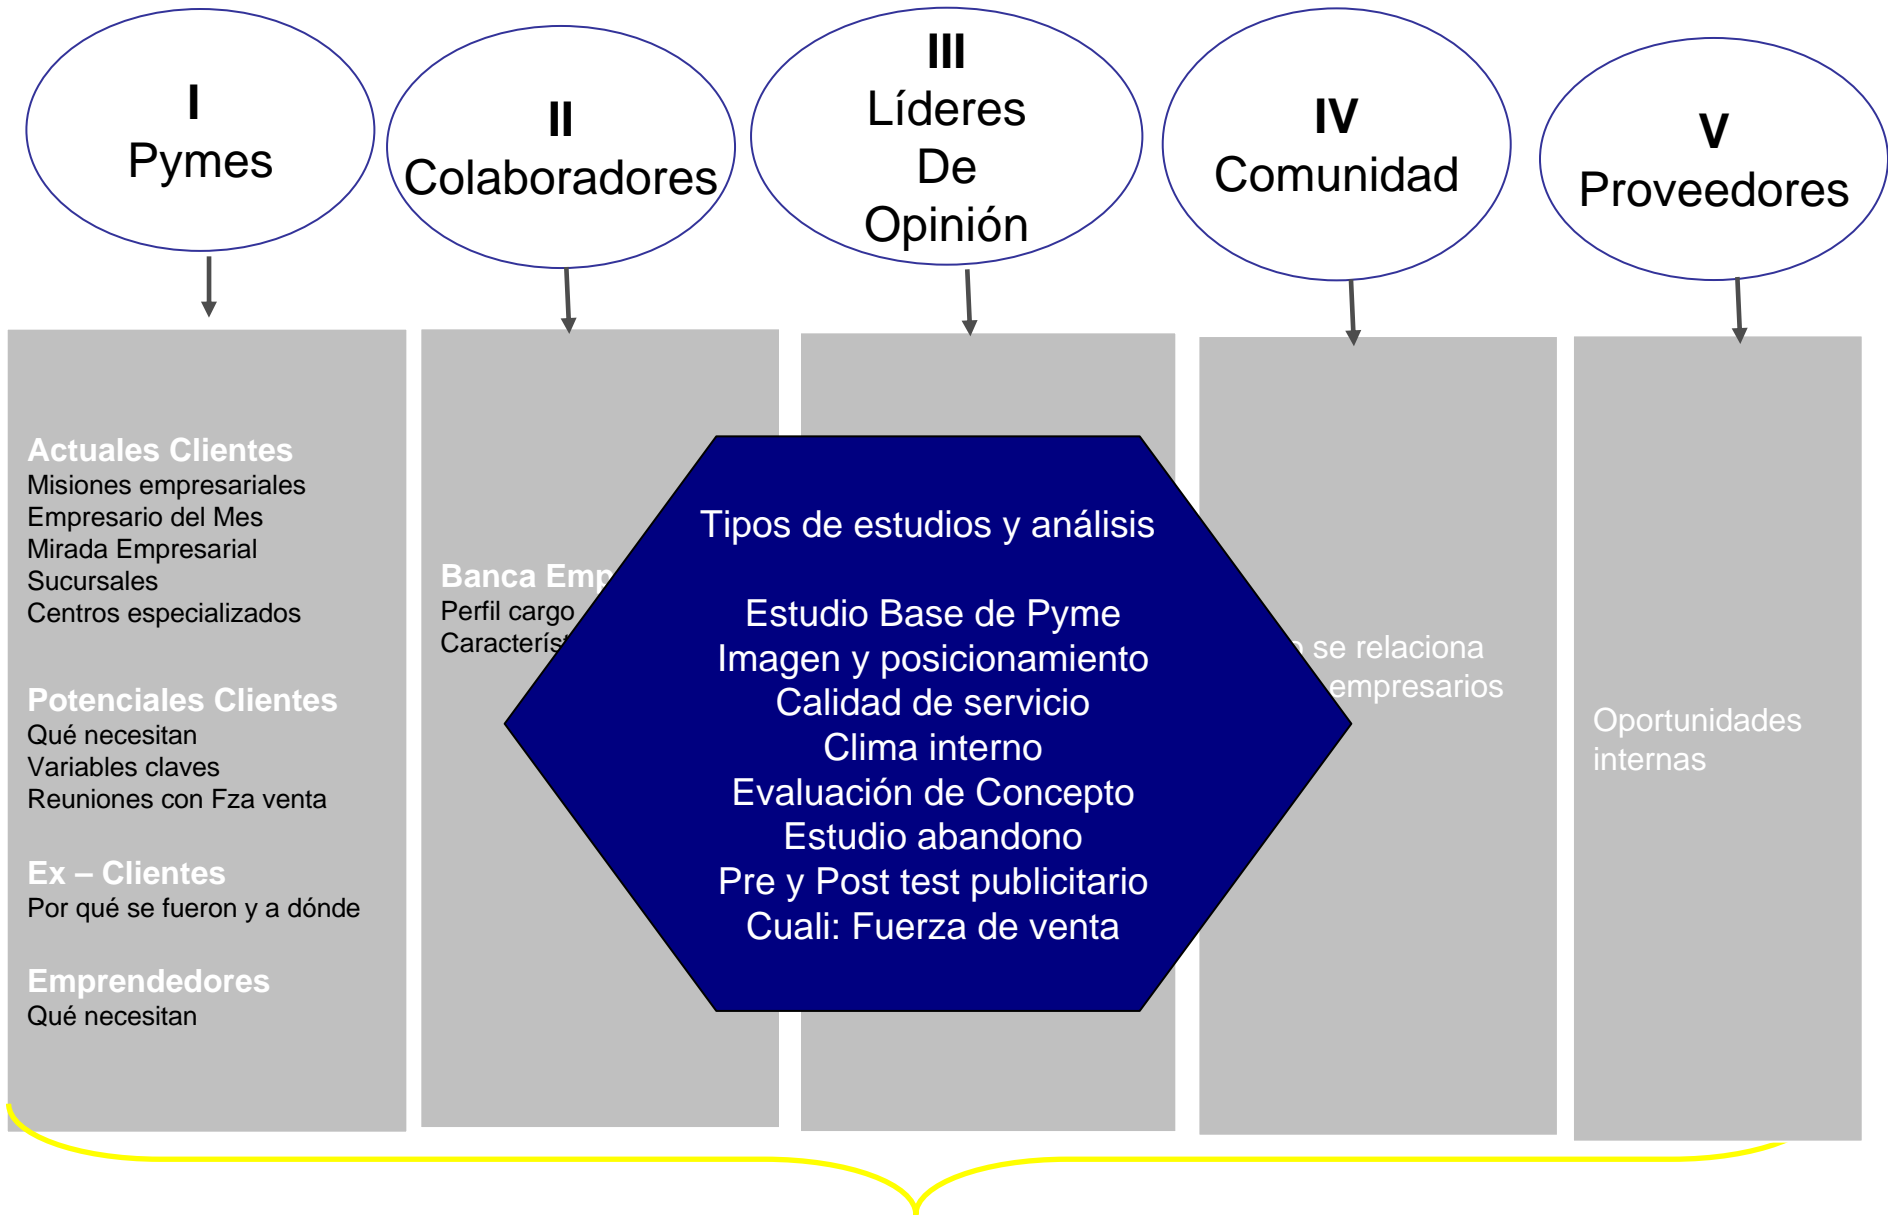 I
Pymes
II
Colaboradores
III
Líderes
De
Opinión
IV
Comunidad
V
Proveedores
Actuales Clientes
Misiones empresariales
Empresario del Mes
Mirada Empresarial
Sucursales
Centros especializados
Potenciales Clientes
Qué necesitan
Variables claves
Reuniones con Fza venta
Ex – Clientes
Por qué se fueron y a dónde
Emprendedores
Qué necesitan
Banca
Perfil cargo
Tipos de estudios y análisis
Estudio Base de Pyme
Imagen y posicionamiento
Calidad de servicio
Clima interno
Evaluación de Concepto
Estudio abandono
Pre y Post test publicitario
Cuali: Fuerza de venta
se relaciona
empresarios
Oportunidades
internas